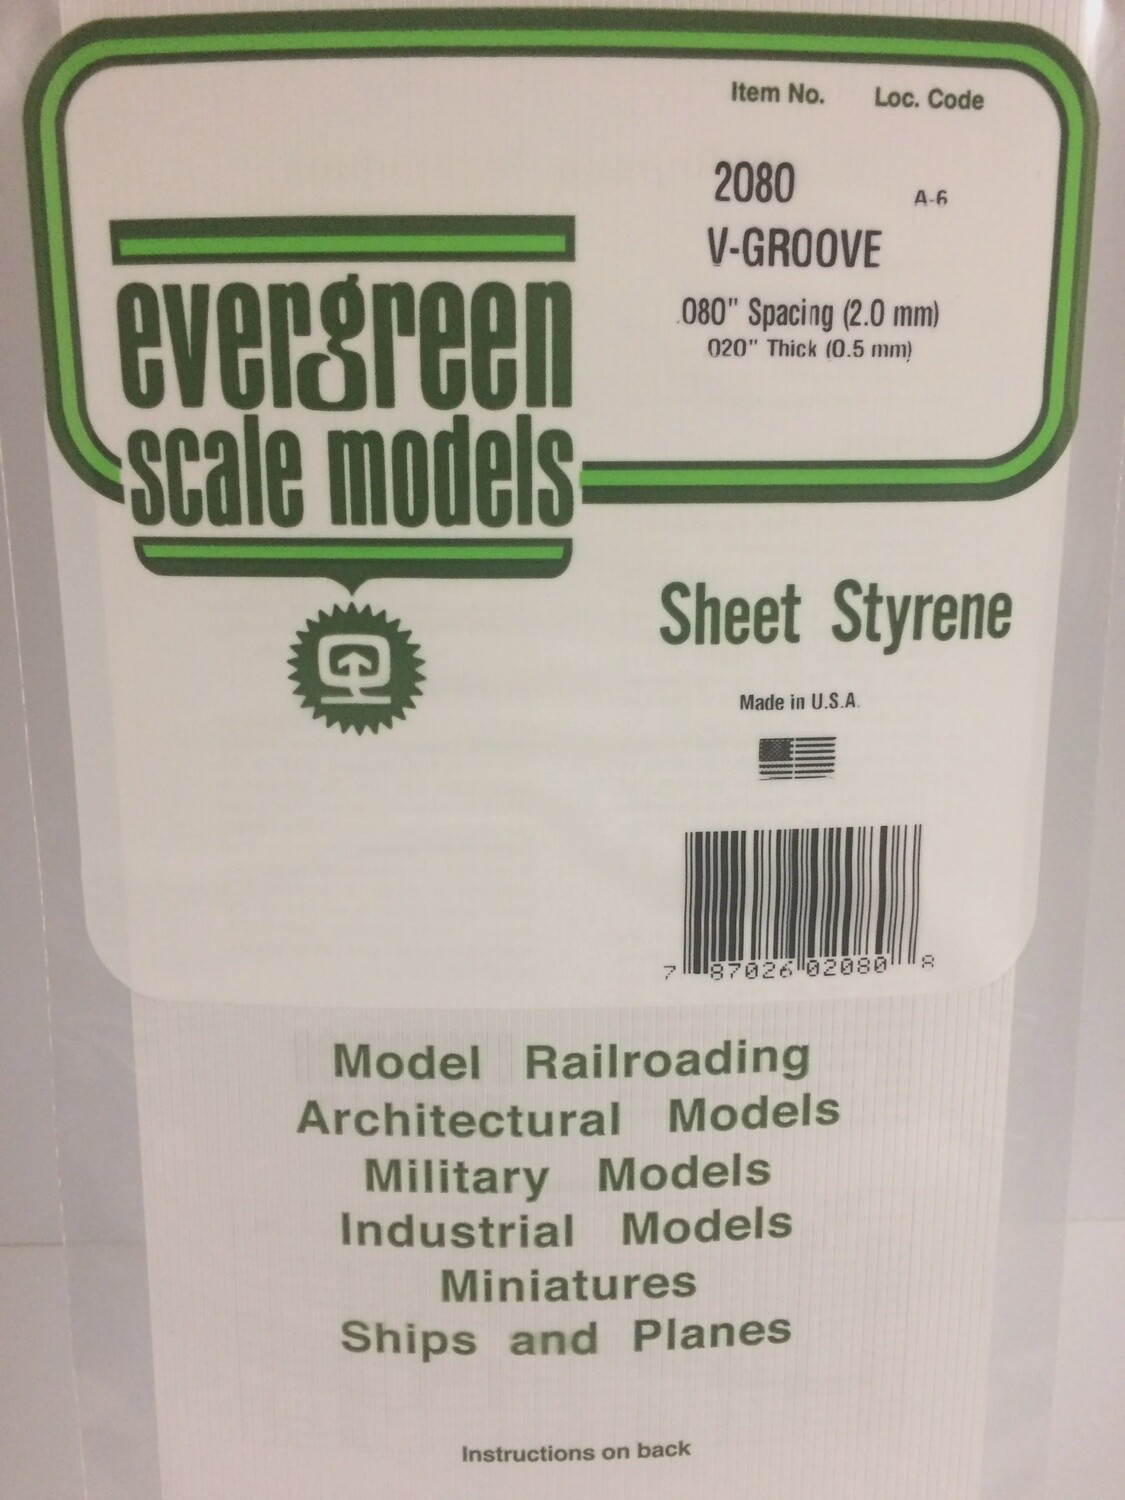 Item No. Loc. Code
2080 A-6
V-GROOVE
.080" Spacing (2.0 mm)
.020" Thick (0.5 mm)
evergreen
scale models
Sheet Styrene
Made in U.S.A.
7 87026 02080 8
Model Railroading
Architectural Models
Military Models
Industrial Models
Miniatures
Ships and Planes
Instructions on back